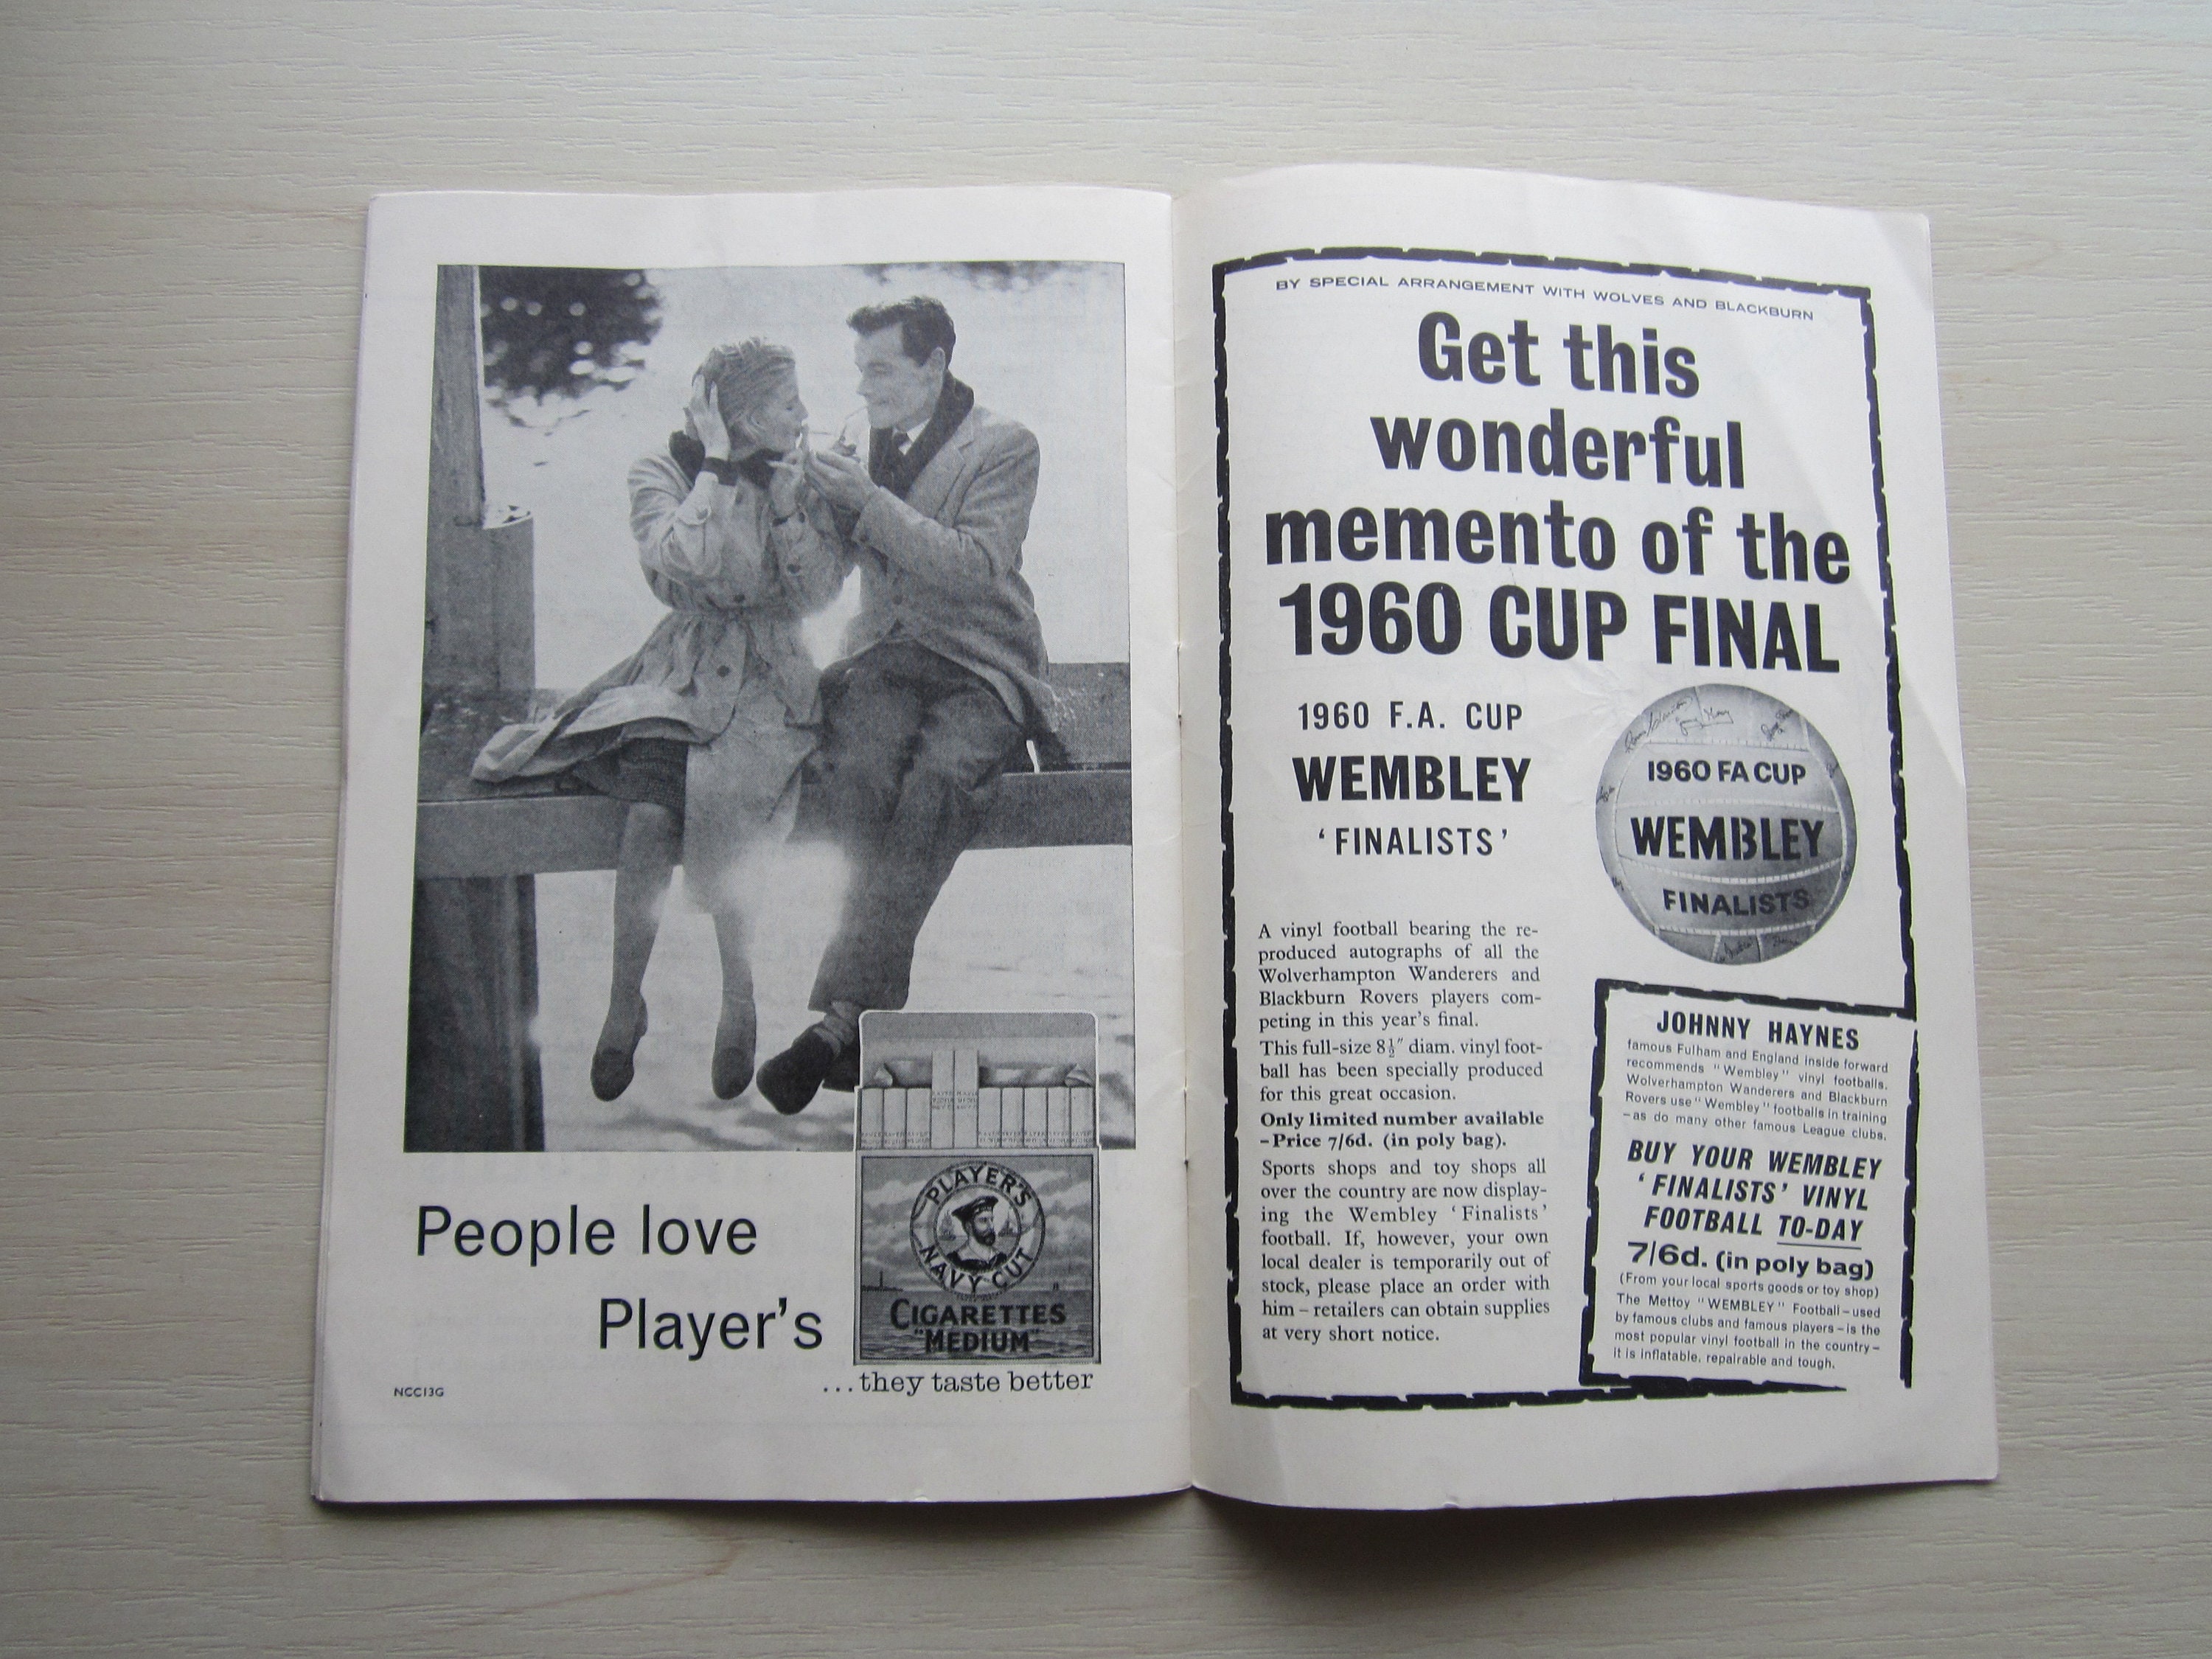 People love
Player's
PLAYER'S
NAVY CUT
CIGARETTES
"MEDIUM"
...they taste better
NCC13G
BY SPECIAL ARRANGEMENT WITH WOLVES AND BLACKBURN
Get this
wonderful
memento of the
1960 CUP FINAL
1960 F.A. CUP
WEMBLEY
'FINALISTS'
1960 FA CUP
WEMBLEY
FINALISTS
A vinyl football bearing the re-
produced autographs of all the
Wolverhampton Wanderers and
Blackburn Rovers players com-
peting in this year's final.
This full-size 8½" diam. vinyl foot-
ball has been specially produced
for this great occasion.
Only limited number available
–Price 7/6d. (in poly bag).
Sports shops and toy shops all
over the country are now display-
ing the Wembley 'Finalists'
football. If, however, your own
local dealer is temporarily out of
stock, please place an order with
him – retailers can obtain supplies
at very short notice.
JOHNNY HAYNES
famous Fulham and England inside forward
recommends "Wembley" vinyl footballs.
Wolverhampton Wanderers and Blackburn
Rovers use "Wembley" footballs in training
–as do many other famous League clubs.
BUY YOUR WEMBLEY
'FINALISTS' VINYL
FOOTBALL TO-DAY
7/6d. (in poly bag)
(From your local sports goods or toy shop)
The Mettoy "WEMBLEY" Football–used
by famous clubs and famous players–is the
most popular vinyl football in the country–
it is inflatable, repairable and tough.